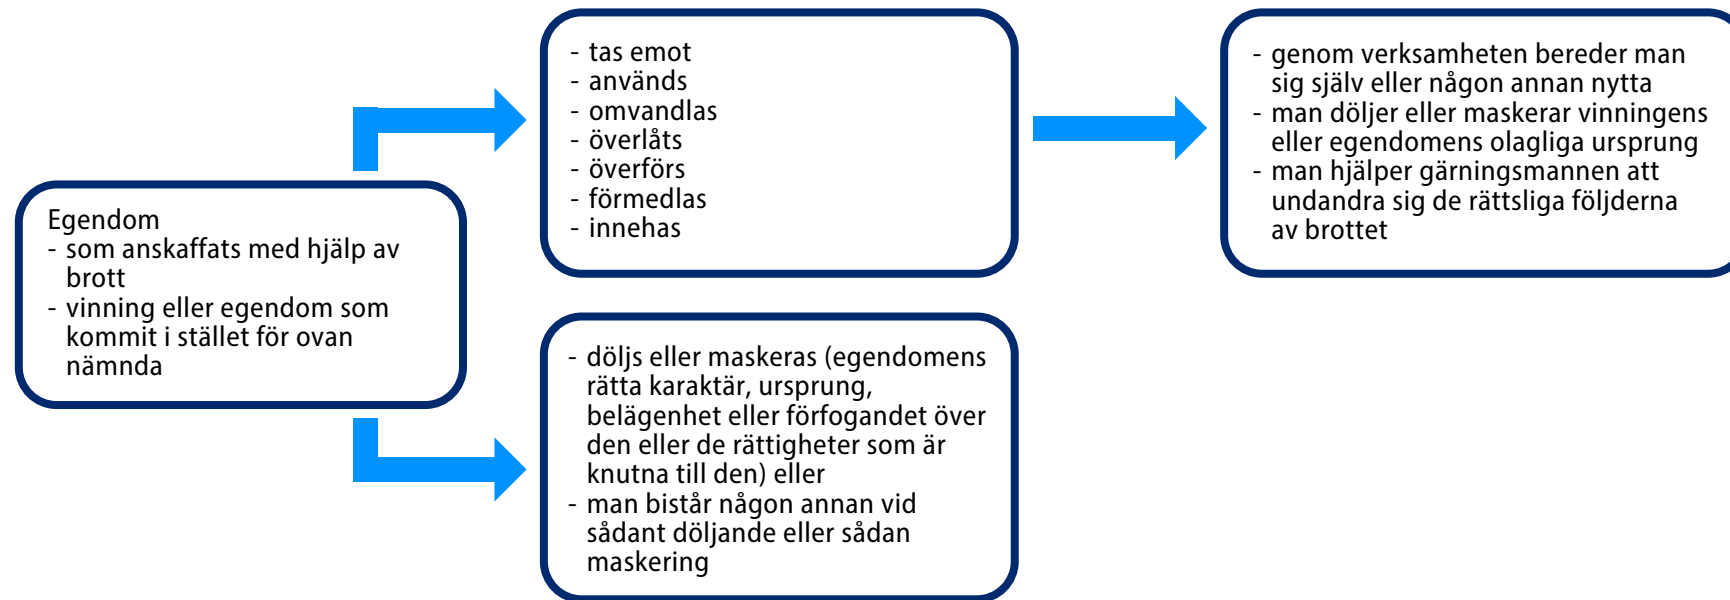 Egendom
- som anskaffats med hjälp av
brott
- vinning eller egendom som
kommit i stället för ovan
nämnda
- tas emot
- används
- omvandlas
- överlåts
- överförs
- förmedlas
- innehas
- döljs eller maskeras (egendomens
rätta karaktär, ursprung,
belägenhet eller förfogandet över
den eller de rättigheter som är
knutna till den) eller
- man bistår någon annan vid
sådant döljande eller sådan
maskering
- genom verksamheten bereder man
sig själv eller någon annan nytta
- man döljer eller maskerar vinningens
eller egendomens olagliga ursprung
- man hjälper gärningsmannen att
undandra sig de rättsliga följderna
av brottet